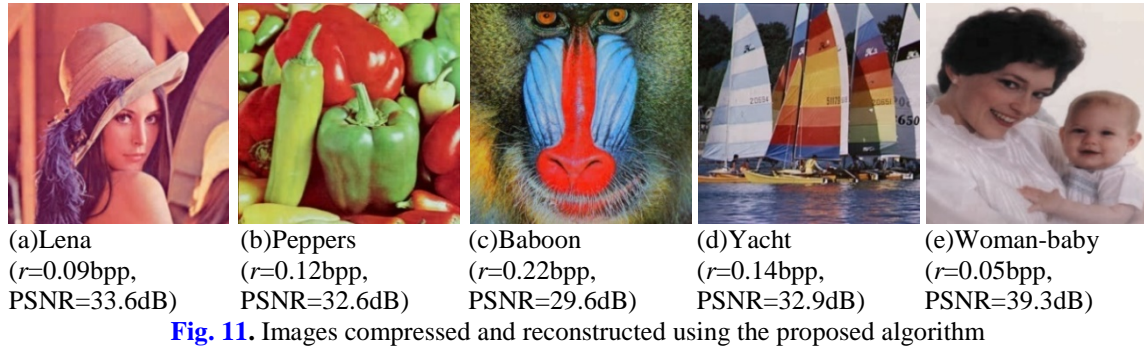 (a)Lena
(r=0.09bpp,
PSNR=33.6dB)
(b)Peppers
(r=0.12bpp,
PSNR=32.6dB)
(c)Baboon
(r=0.22bpp,
PSNR=29.6dB)
(d)Yacht
(r=0.14bpp,
PSNR=32.9dB)
(e)Woman-baby
(r=0.05bpp,
PSNR=39.3dB)
Fig. 11. Images compressed and reconstructed using the proposed algorithm